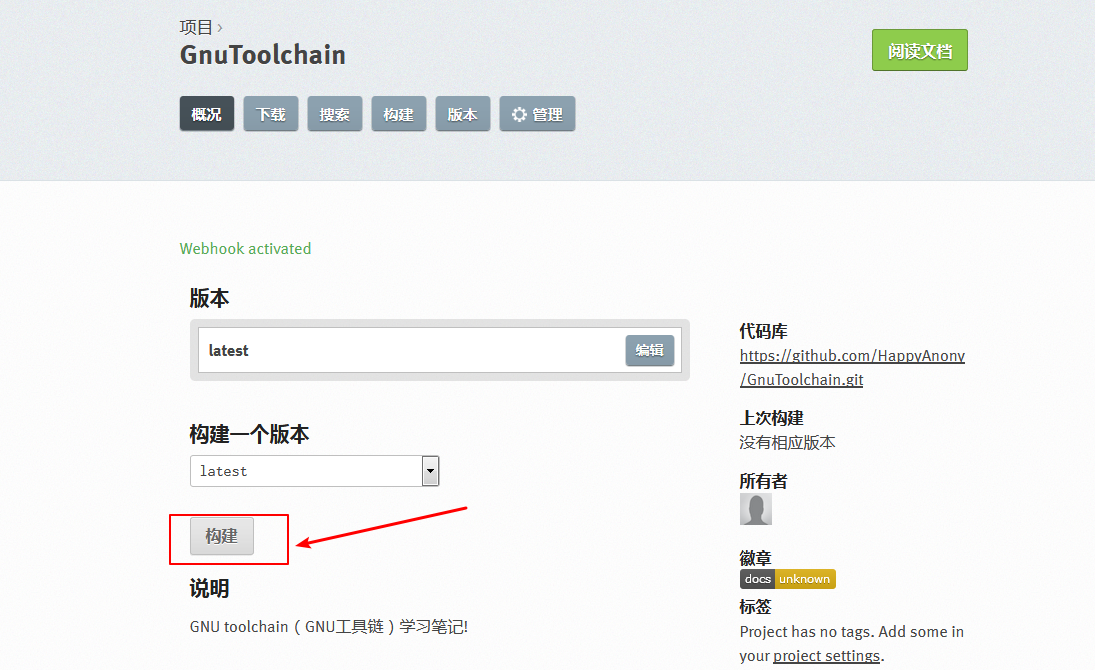 项目 ›
GnuToolchain
阅读文档
概况
下载
搜索
构建
版本
管理
Webhook activated
版本
latest
编辑
构建一个版本
latest
构建
说明
GNU toolchain（GNU工具链）学习笔记!
代码库
https://github.com/HappyAnony
/GnuToolchain.git
上次构建
没有相应版本
所有者
徽章
docs unknown
标签
Project has no tags. Add some in
your project settings.